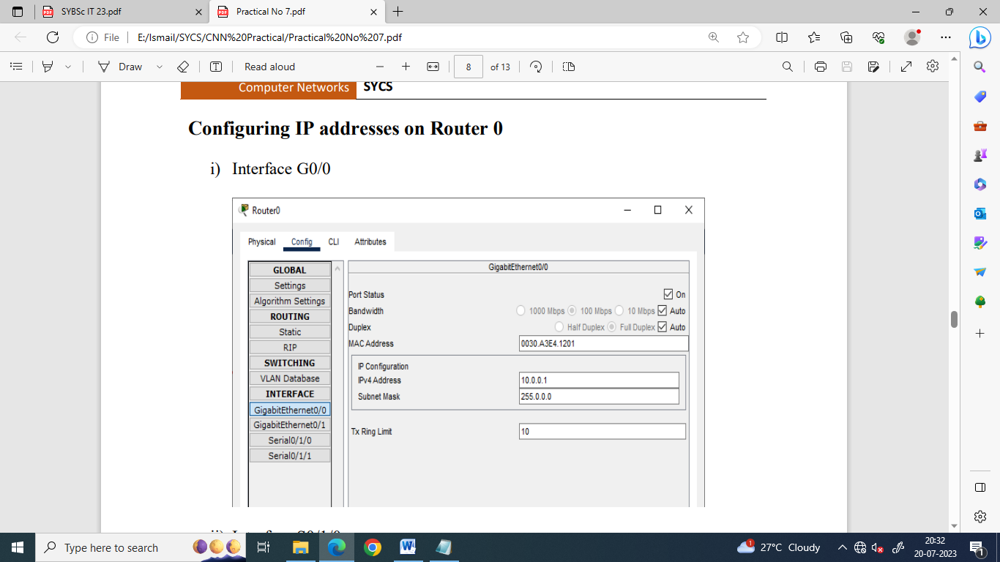 SYBSc IT 23.pdf
Practical No 7.pdf
File
E:/Ismail/SYCS/CNN%20Practical/Practical%20No%207.pdf
Draw
Read aloud
8
of 13
Computer Networks
SYCS
Configuring IP addresses on Router 0
i) Interface G0/0
Router0
Physical Config CLI Attributes
GLOBAL
Settings
Algorithm Settings
ROUTING
Static
RIP
SWITCHING
VLAN Database
INTERFACE
GigabitEthernet0/0
GigabitEthernet0/1
Serial0/1/0
Serial0/1/1
GigabitEthernet0/0
Port Status On
Bandwidth 1000 Mbps 100 Mbps 10 Mbps Auto
Duplex Half Duplex Full Duplex Auto
MAC Address 0030.A3E4.1201
IP Configuration
IPv4 Address 10.0.0.1
Subnet Mask 255.0.0.0
Tx Ring Limit 10
Type here to search
1
27°C Cloudy
20:32
20-07-2023
1